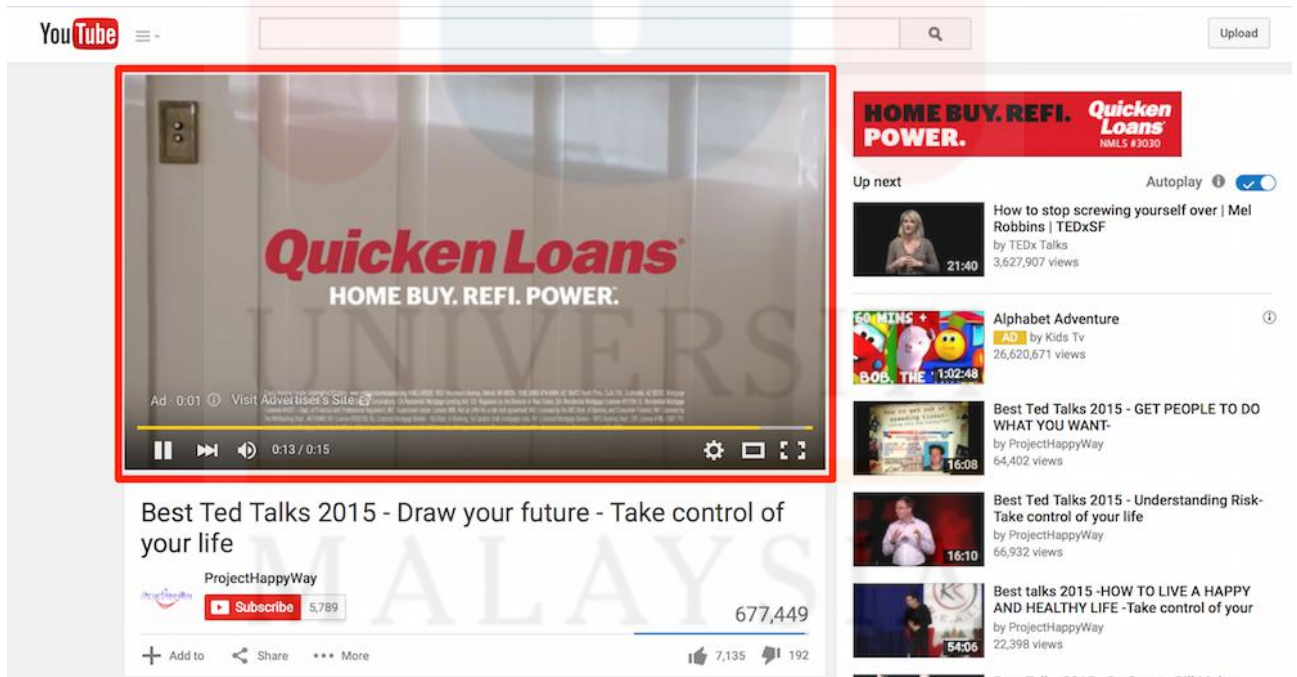 YouTube
Upload
Quicken Loans
HOME BUY. REFI. POWER.
Ad · 0:01 Visit Advertiser's Site
0:13 / 0:15
Best Ted Talks 2015 - Draw your future - Take control of
your life
ProjectHappyWay
Subscribe 5,789
677,449
Add to Share More
7,135 192
HOME BUY. REFI.
POWER.
Quicken
Loans
NMLS #3030
Up next Autoplay
How to stop screwing yourself over | Mel
Robbins | TEDxSF
by TEDx Talks
3,627,907 views
21:40
Alphabet Adventure
AD by Kids Tv
26,620,671 views
60 MINS +
BOB, THE
1:02:48
Best Ted Talks 2015 - GET PEOPLE TO DO
WHAT YOU WANT-
by ProjectHappyWay
64,402 views
16:08
Best Ted Talks 2015 - Understanding Risk-
Take control of your life
by ProjectHappyWay
66,932 views
16:10
Best talks 2015 -HOW TO LIVE A HAPPY
AND HEALTHY LIFE -Take control of your
by ProjectHappyWay
22,398 views
54:06
MALAYSIA